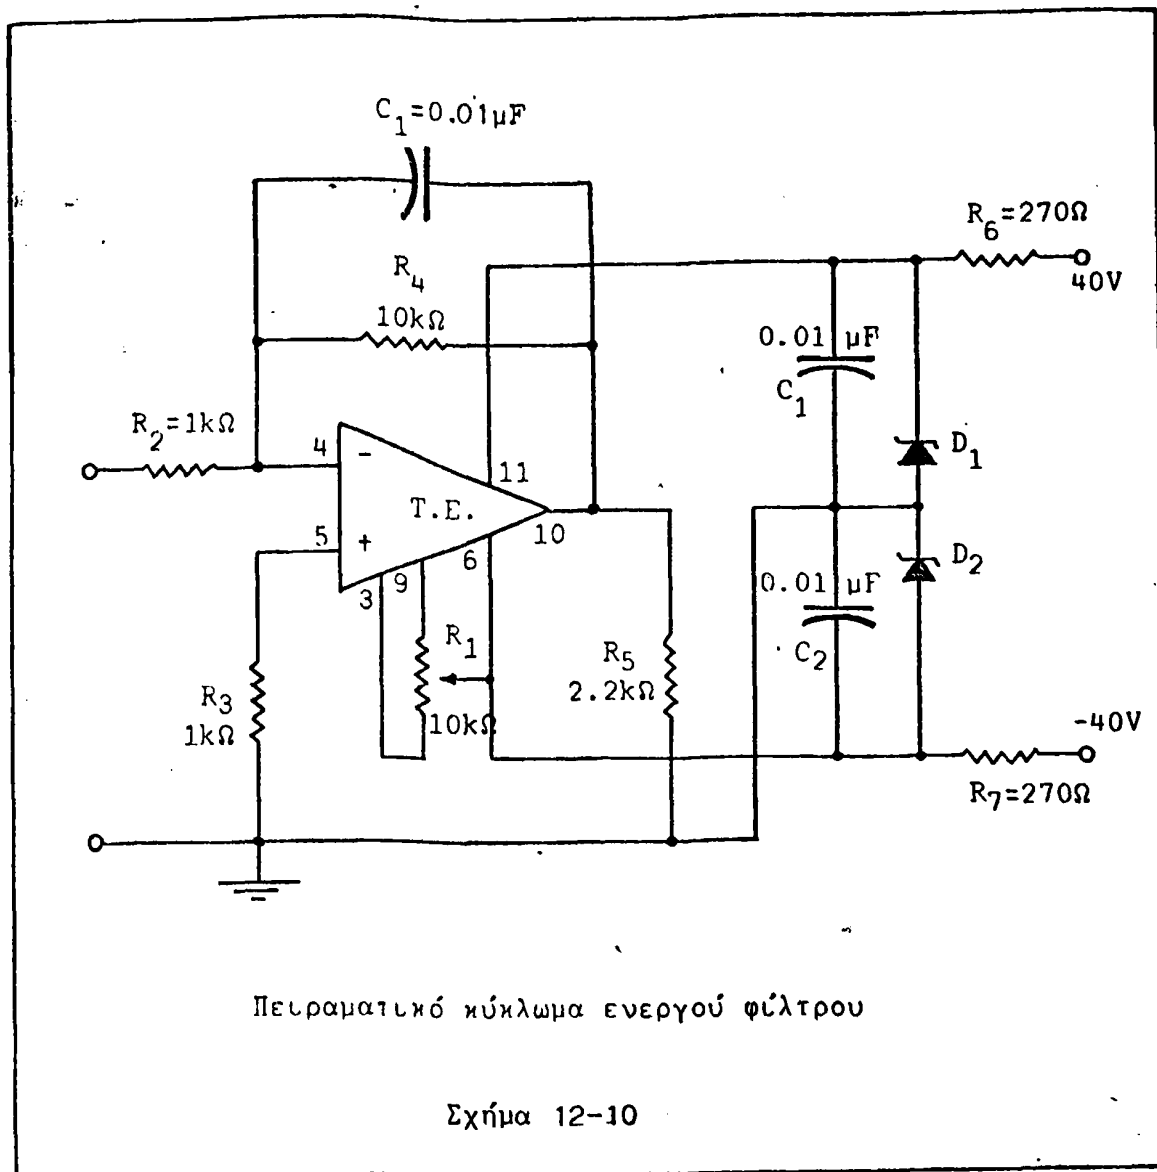 C1=0.01μF
R6=270Ω
40V
R4
10kΩ
0.01 μF
C1
R2=1kΩ
4
-
11
D1
T.E.
10
5
+
6
9
3
D2
0.01 μF
C2
R1
10kΩ
R5
2.2kΩ
R3
1kΩ
-40V
R7=270Ω
Πειραματικό κύκλωμα ενεργού φίλτρου
Σχήμα 12-10